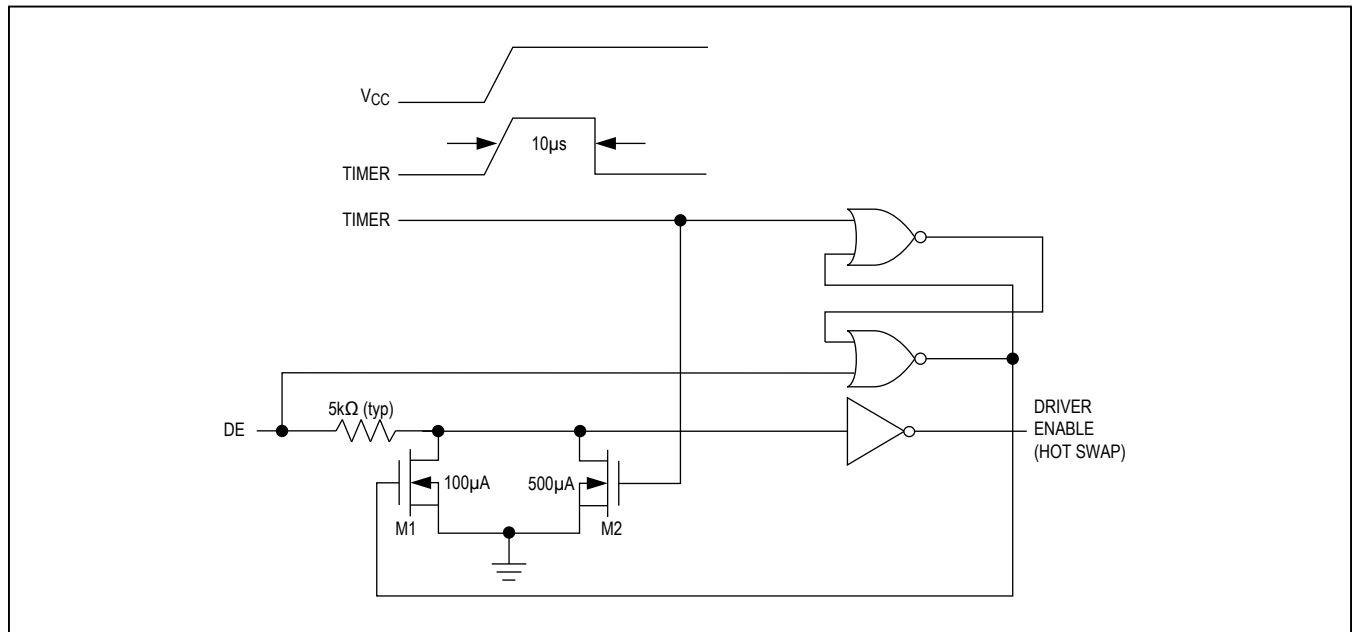 VCC
10µs
TIMER
TIMER
5kΩ (typ)
DE
100µA
500µA
M1
M2
DRIVER
ENABLE
(HOT SWAP)